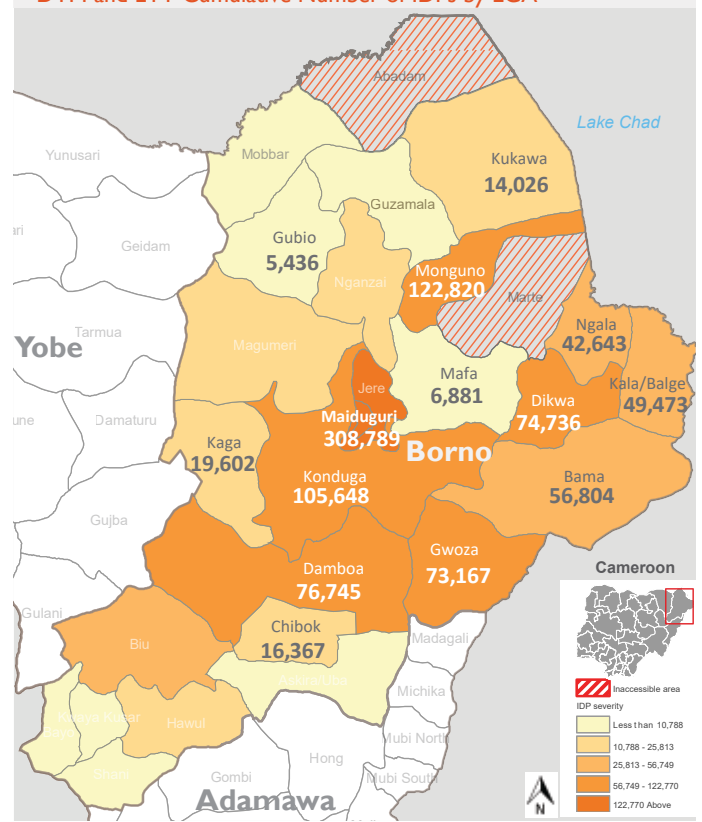 Abadam
Lake Chad
Yunusari
Mobbar
Kukawa
14,026
Guzamala
Gubio
5,436
Geidam
Monguno
122,820
Nganzai
Marte
Ngala
42,643
Tarmua
Yobe
Magumeri
Mafa
6,881
Jere
Kala/Balge
49,473
Dikwa
74,736
Maiduguri
308,789
Damaturu
Kaga
19,602
Borno
Konduga
105,648
Bama
56,804
Gujba
Gwoza
73,167
Damboa
76,745
Cameroon
Gulani
Chibok
16,367
Biu
Madagali
Askira/Uba
Michika
Inaccessible area
IDP severity
Less than 10,788
10,788 - 25,813
25,813 - 56,749
56,749 - 122,770
122,770 Above
Kwaya Kusar
Hawul
Bayo
Mubi North
Hong
Shani
Gombi
Mubi South
Adamawa
N